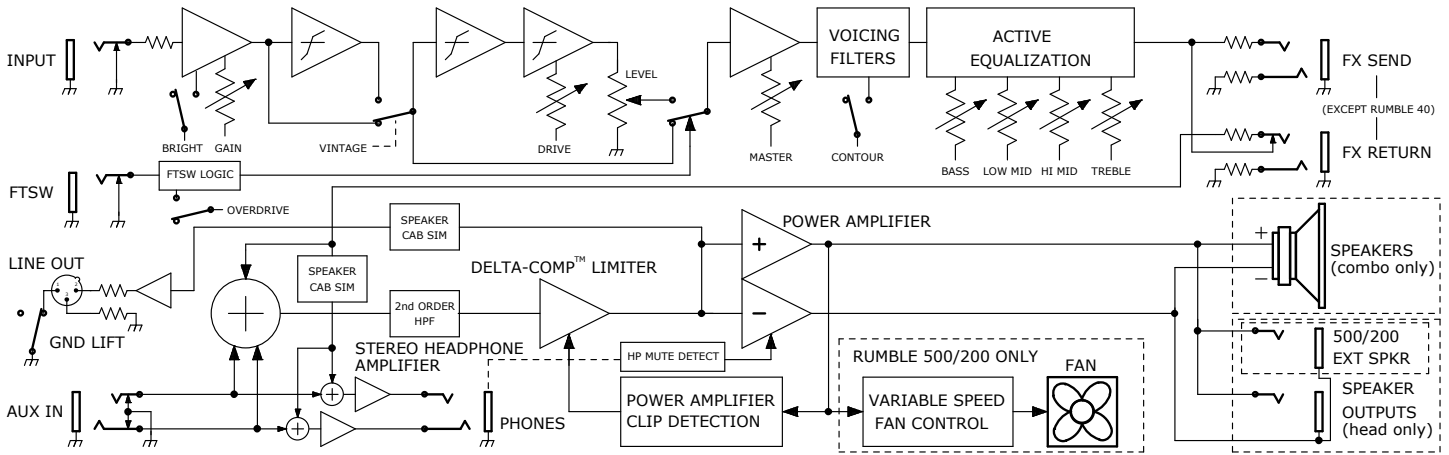 INPUT
BRIGHT
GAIN
VINTAGE
DRIVE
LEVEL
MASTER
VOICING
FILTERS
CONTOUR
ACTIVE
EQUALIZATION
BASS
LOW MID
HI MID
TREBLE
FX SEND
(EXCEPT RUMBLE 40)
FX RETURN
FTSW
FTSW LOGIC
OVERDRIVE
LINE OUT
GND LIFT
SPEAKER
CAB SIM
SPEAKER
CAB SIM
2nd ORDER
HPF
DELTA-COMP™ LIMITER
POWER AMPLIFIER
+
−
+
−
SPEAKERS
(combo only)
STEREO HEADPHONE
AMPLIFIER
HP MUTE DETECT
AUX IN
PHONES
POWER AMPLIFIER
CLIP DETECTION
RUMBLE 500/200 ONLY
VARIABLE SPEED
FAN CONTROL
FAN
500/200
EXT SPKR
SPEAKER
OUTPUTS
(head only)